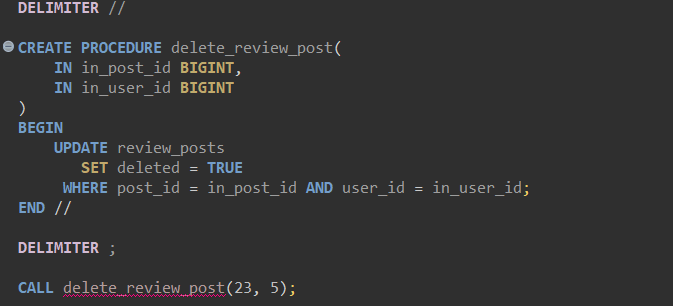 DELIMITER //
CREATE PROCEDURE delete_review_post(
    IN in_post_id BIGINT,
    IN in_user_id BIGINT
)
BEGIN
    UPDATE review_posts
       SET deleted = TRUE
     WHERE post_id = in_post_id AND user_id = in_user_id;
END //
DELIMITER ;
CALL delete_review_post(23, 5);